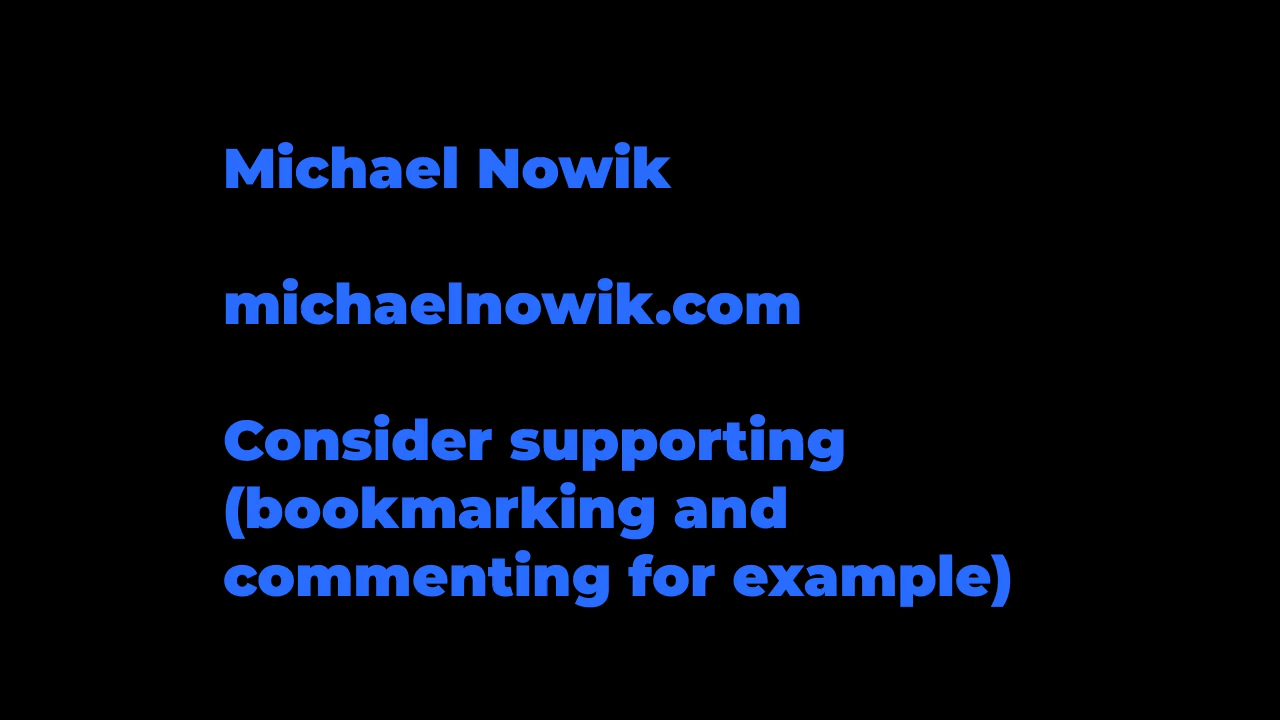 Michael Nowik
michaelnowik.com
Consider supporting
(bookmarking and
commenting for example)